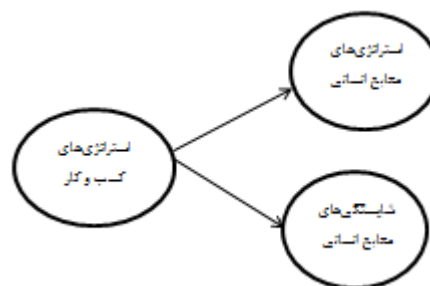 استراتژی‌های
منابع انسانی
استراتژی‌های
کسب و کار
شایستگی‌های
منابع انسانی